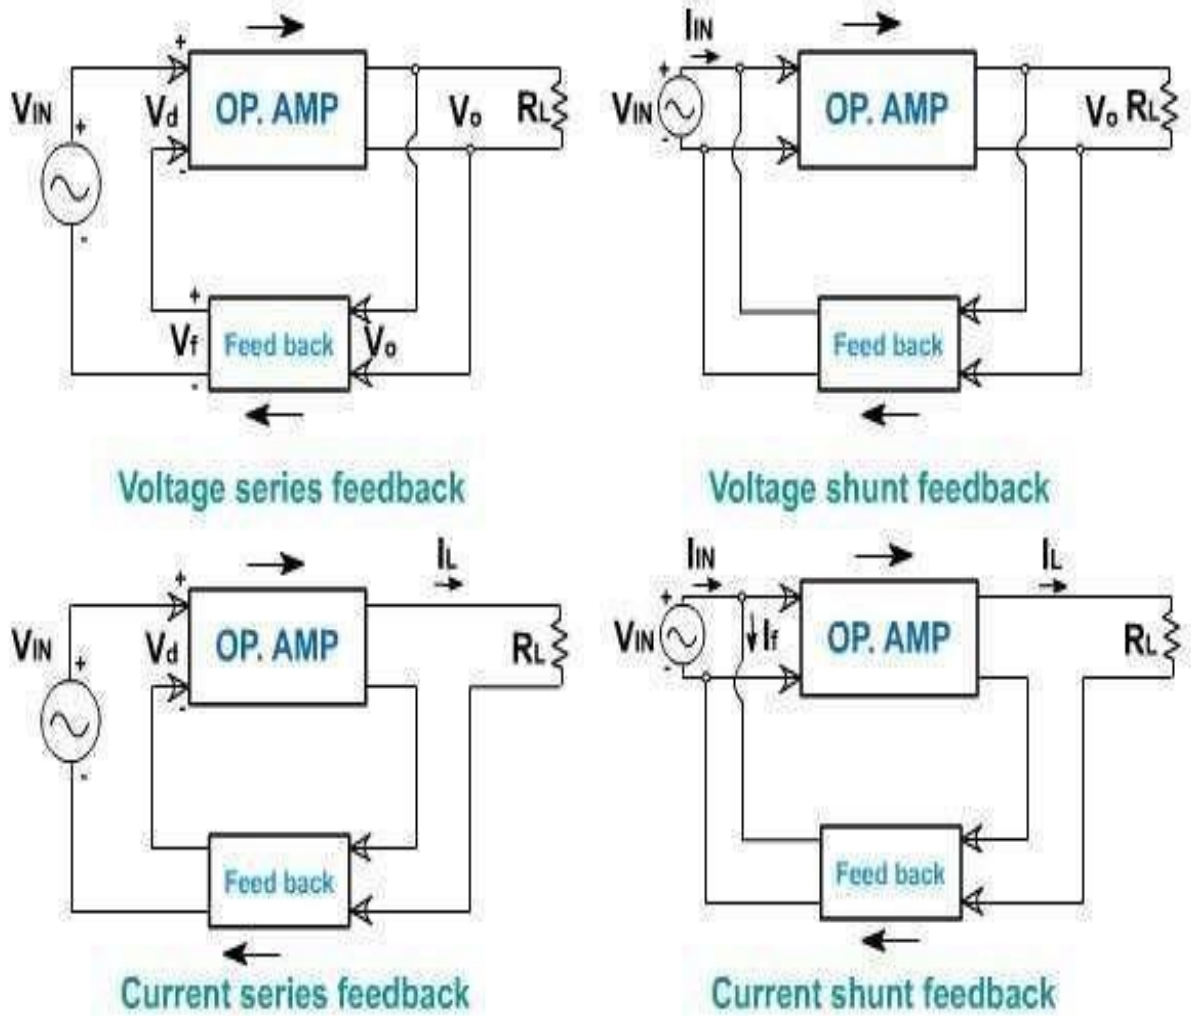 +
VIN
+
-
Vd
-
OP. AMP
Vo
RL
+
Vf
-
Feed back
Vo
Voltage series feedback
IIN
+
VIN
-
OP. AMP
Vo
RL
Feed back
Voltage shunt feedback
+
VIN
+
-
Vd
-
OP. AMP
IL
RL
Feed back
Current series feedback
IIN
+
VIN
-
If
OP. AMP
IL
RL
Feed back
Current shunt feedback